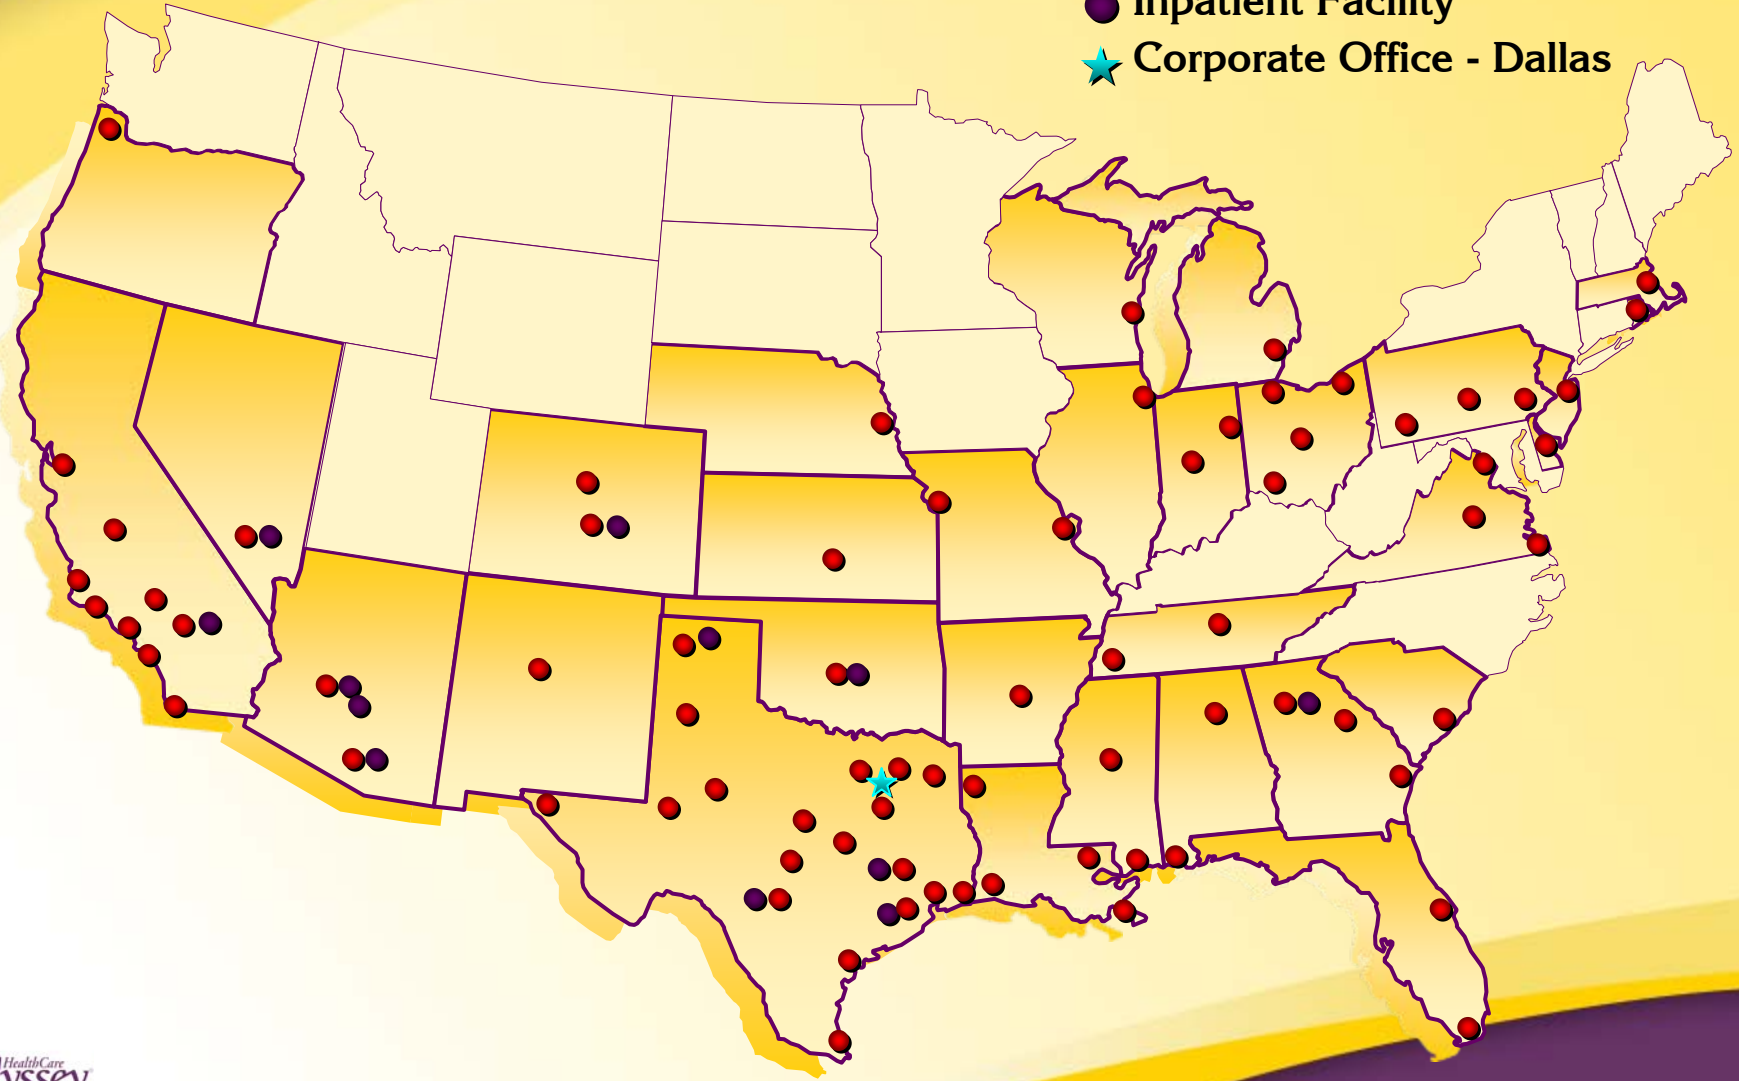 Inpatient Facility
Corporate Office - Dallas
HealthCare